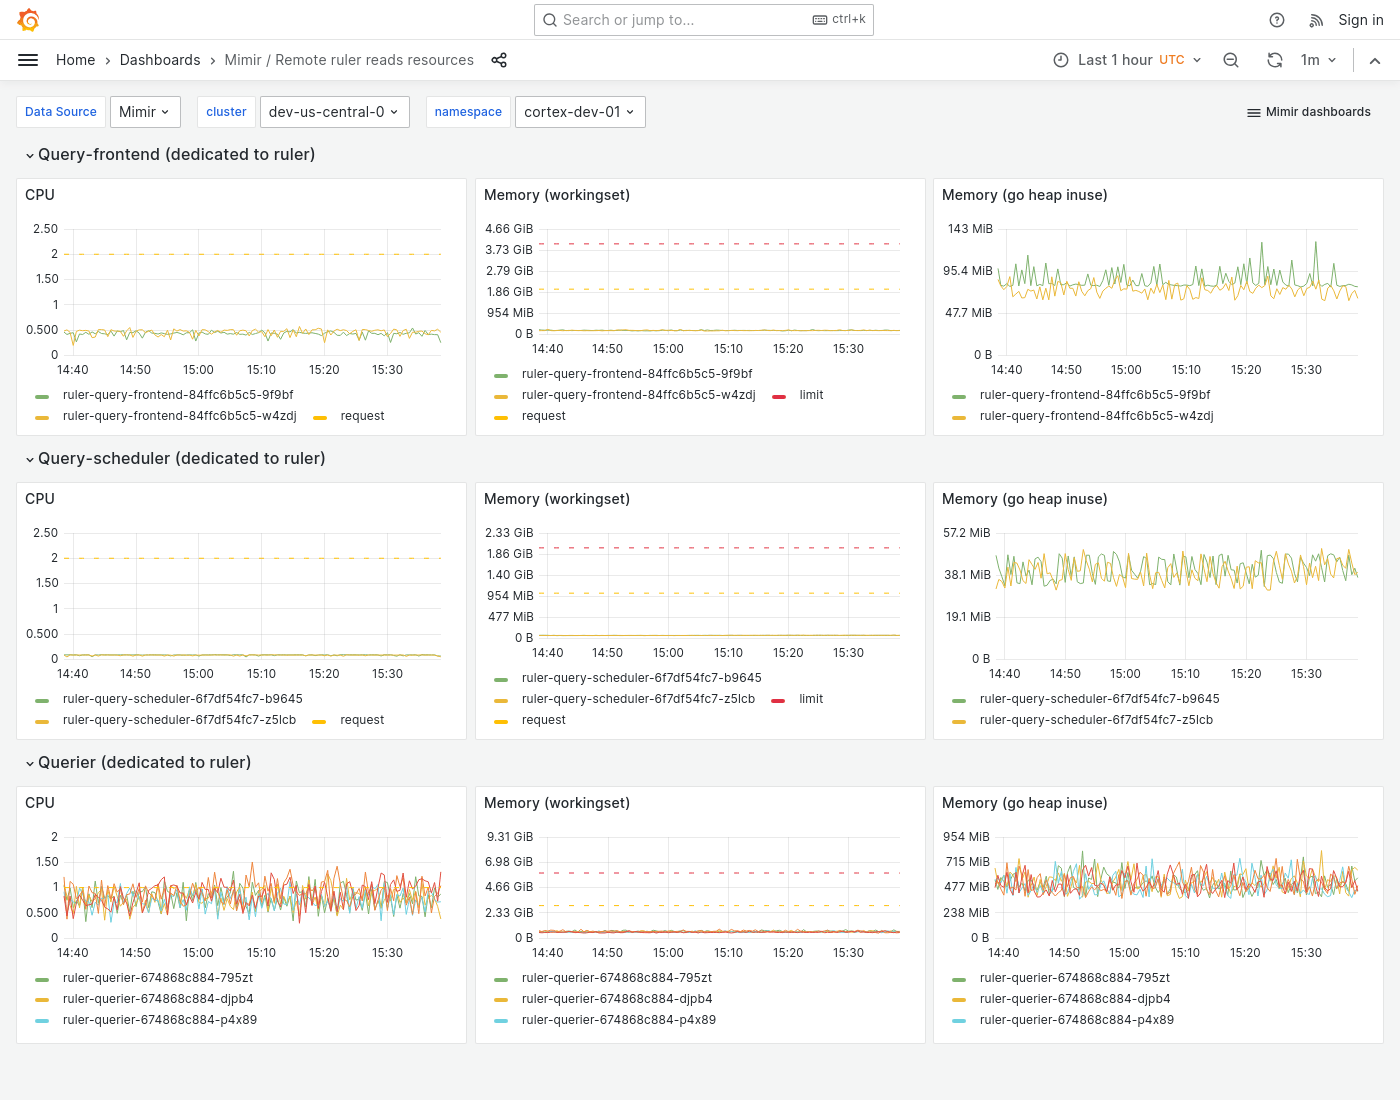 Search or jump to... ctrl+k Sign in
Home Dashboards Mimir / Remote ruler reads resources Last 1 hour UTC 1m
Data Source Mimir cluster dev-us-central-0 namespace cortex-dev-01 Mimir dashboards
Query-frontend (dedicated to ruler)
CPU
2.50
2
1.50
1
0.500
0
14:40 14:50 15:00 15:10 15:20 15:30
ruler-query-frontend-84ffc6b5c5-9f9bf
ruler-query-frontend-84ffc6b5c5-w4zdj request
Memory (workingset)
4.66 GiB
3.73 GiB
2.79 GiB
1.86 GiB
954 MiB
0 B
14:40 14:50 15:00 15:10 15:20 15:30
ruler-query-frontend-84ffc6b5c5-9f9bf
ruler-query-frontend-84ffc6b5c5-w4zdj limit
request
Memory (go heap inuse)
143 MiB
95.4 MiB
47.7 MiB
0 B
14:40 14:50 15:00 15:10 15:20 15:30
ruler-query-frontend-84ffc6b5c5-9f9bf
ruler-query-frontend-84ffc6b5c5-w4zdj
Query-scheduler (dedicated to ruler)
CPU
2.50
2
1.50
1
0.500
0
14:40 14:50 15:00 15:10 15:20 15:30
ruler-query-scheduler-6f7df54fc7-b9645
ruler-query-scheduler-6f7df54fc7-z5lcb request
Memory (workingset)
2.33 GiB
1.86 GiB
1.40 GiB
954 MiB
477 MiB
0 B
14:40 14:50 15:00 15:10 15:20 15:30
ruler-query-scheduler-6f7df54fc7-b9645
ruler-query-scheduler-6f7df54fc7-z5lcb limit
request
Memory (go heap inuse)
57.2 MiB
38.1 MiB
19.1 MiB
0 B
14:40 14:50 15:00 15:10 15:20 15:30
ruler-query-scheduler-6f7df54fc7-b9645
ruler-query-scheduler-6f7df54fc7-z5lcb
Querier (dedicated to ruler)
CPU
2
1.50
1
0.500
0
14:40 14:50 15:00 15:10 15:20 15:30
ruler-querier-674868c884-795zt
ruler-querier-674868c884-djpb4
ruler-querier-674868c884-p4x89
Memory (workingset)
9.31 GiB
6.98 GiB
4.66 GiB
2.33 GiB
0 B
14:40 14:50 15:00 15:10 15:20 15:30
ruler-querier-674868c884-795zt
ruler-querier-674868c884-djpb4
ruler-querier-674868c884-p4x89
Memory (go heap inuse)
954 MiB
715 MiB
477 MiB
238 MiB
0 B
14:40 14:50 15:00 15:10 15:20 15:30
ruler-querier-674868c884-795zt
ruler-querier-674868c884-djpb4
ruler-querier-674868c884-p4x89